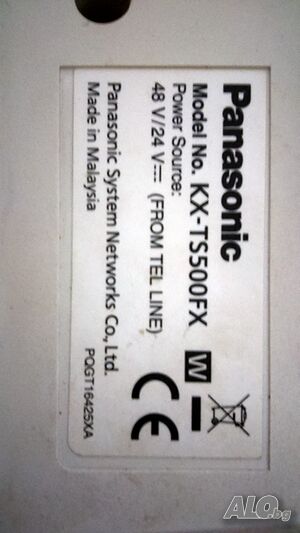 Panasonic
Model No. KX-TS500FX W
Power Source:
48 V/24 V⎓ (FROM TEL LINE)
Panasonic System Networks Co., Ltd.
Made in Malaysia
CE
PQGT16425XA
ALO.bg